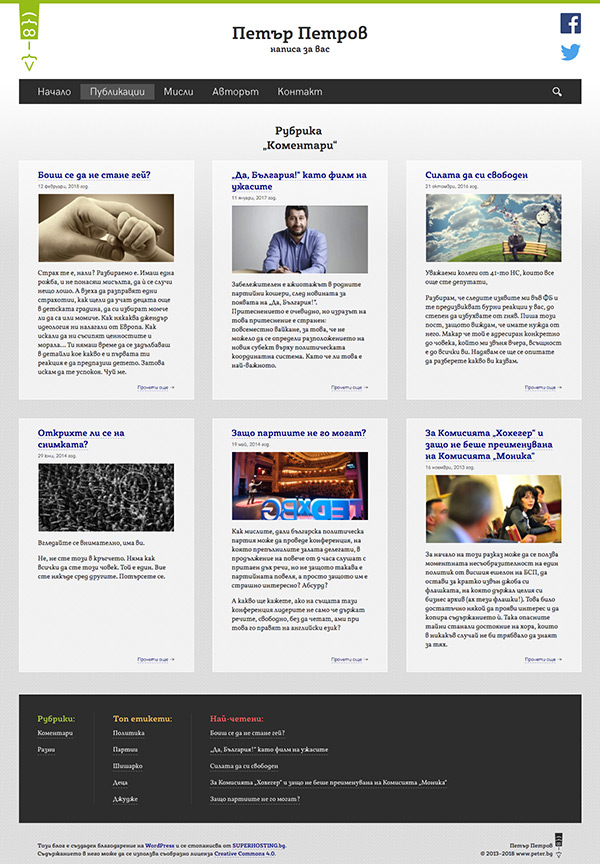 Петър Петров
написа за вас
Начало Публикации Мисли Авторът Контакт
Рубрика
„Коментари“
Боиш се да не стане гей?
12 февруари, 2018 год.
Страх те е, нали? Разбираемо е. Имаш една
рожба, и не понасяш мисълта, да ѝ се случи
нещо лошо. А взеха да разправят едни
страхотии, как щели да учат децата още
в детската градина, да си избират момче
ли да са или момиче. Как някаква джендър
идеология ни налагали от Европа. Как
искали да ни съсипят ценностите и
морала… Ти нямаш време да се задълбаваш
в детайли кое какво е и първата ти
реакция е да предпазиш детето. Затова
искам да те успокоя. Чуй ме.
Прочети още →
„Да, България!“ като филм на
ужасите
11 януари, 2017 год.
Забележителен е ажиотажът в родните
партийни кошери, след новината за
появата на „Да, България!“.
Притеснението е очевидно, но изразът на
това притеснение е странен:
повсеместно вайкане, за това, че не
можело да се определи разположението на
новия субект върху политическата
координатна система. Като че ли това е
най-важното.
Прочети още →
Силата да си свободен
21 октомври, 2016 год.
Уважаеми колеги от 41-то НС, които все
още сте депутати,
Разбирам, че следите изявите ми във ФБ и
те предизвикват бурни реакции у вас, до
степен да избухвате от гняв. Пиша този
пост, защото виждам, че имате нужда от
него. Макар че той е адресиран конкретно
до човека, който ми звъня вчера, всъщност
е до всички ви. Надявам се ще се опитате
да разберете какво ви казвам.
Прочети още →
Открихте ли се на
снимката?
29 юни, 2014 год.
Вгледайте се внимателно, има ви.
Не, не сте този в кръгчето. Няма как
всички да сте този човек. Той е един. Вие
сте някъде сред другите. Потърсете се.
Прочети още →
Защо партиите не го могат?
19 май, 2014 год.
Как мислите, дали българска политическа
партия може да проведе конференция, на
която препълнилите залата делегати, в
продължение на повече от 9 часа слушат с
притаен дъх речи, но не защото такава е
партийната повеля, а просто защото им е
страшно интересно? Абсурд?
А какво ще кажете, ако на същата тази
конференция лидерите не само че държат
речите, свободно, без да четат, ами при
това го правят на английски език?
Прочети още →
За Комисията „Хохегер“ и
защо не беше преименувана
на Комисията „Моника“
16 ноември, 2013 год.
За начало на този разказ може да се ползва
моментната несъобразителност на един
политик от висшия ешелон на БСП, да
остави за кратко извън джоба си
флашката, на която държал целия си
бизнес архив (ах тези флашки!). Това било
достатъчно някой да прояви интерес и да
копира съдържанието ѝ. Така опасните
тайни станали достояние на хора, които
в никакъв случай не би трябвало да знаят
за тях.
Прочети още →
Рубрики:
Коментари
Разни
Топ етикети:
Политика
Партии
Шишарко
Деца
Джудже
Най-четени:
Боиш се да не стане гей?
„Да, България!“ като филм на ужасите
Силата да си свободен
За Комисията „Хохегер“ и защо не беше преименувана на Комисията „Моника“
Защо партиите не го могат?
Този блог е създаден благодарение на WordPress и се стопанисва от SUPERHOSTING.bg.
Съдържанието в него може да се използва съобразно лиценза Creative Commons 4.0.
Петър Петров
© 2013-2018 www.peter.bg